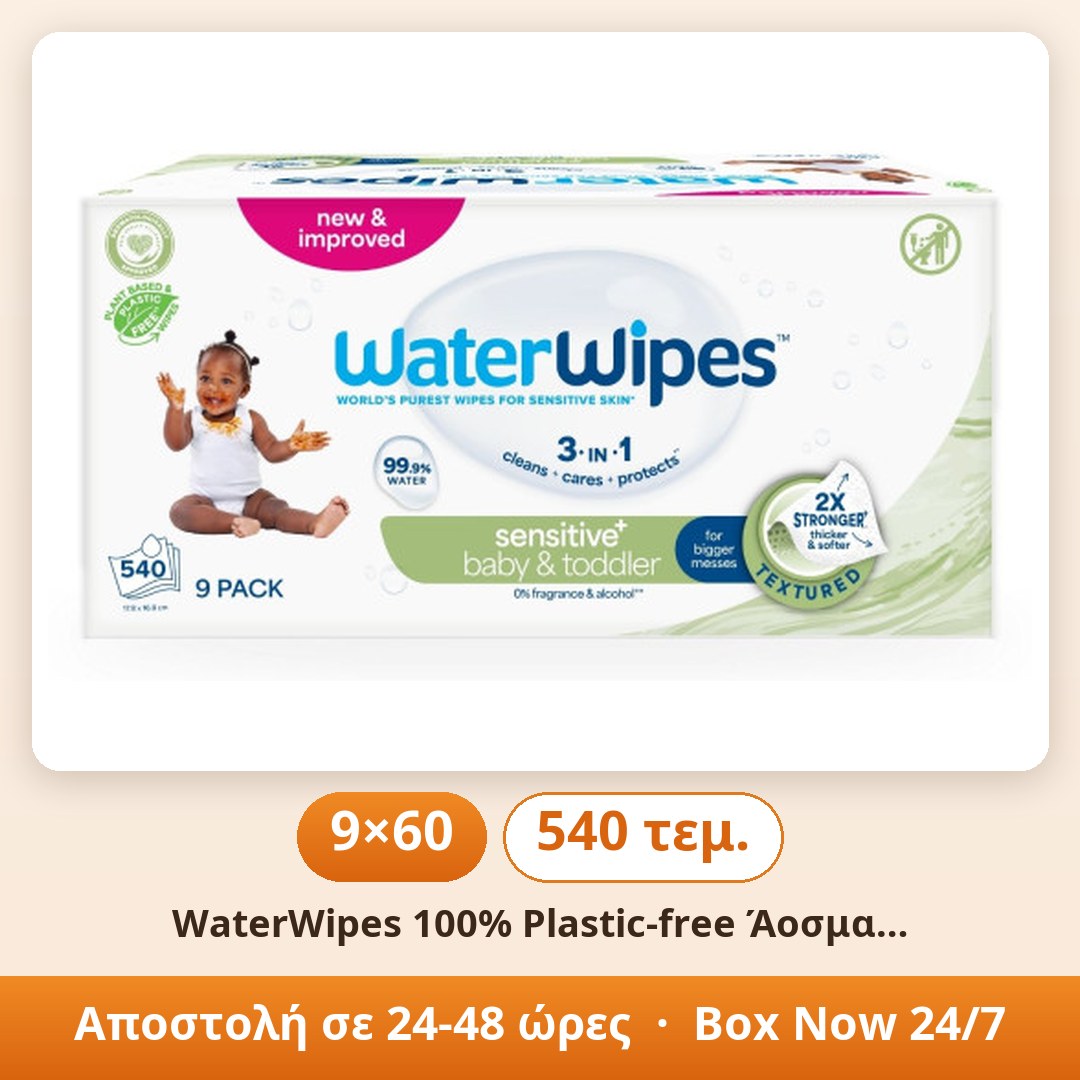 new &
improved
PLANT BASED &
PLASTIC
FREE
WIPES
WaterWipes™
WORLD'S PUREST WIPES FOR SENSITIVE SKIN*
3·IN·1
cleans + cares + protects
99.9%
WATER
2X
STRONGER
thicker
& softer
TEXTURED
sensitive+
baby & toddler
for
bigger
messes
0% fragrance & alcohol**
540
9 PACK
9×60
540 τεμ.
WaterWipes 100% Plastic-free Άοσμα...
Αποστολή σε 24-48 ώρες · Box Now 24/7